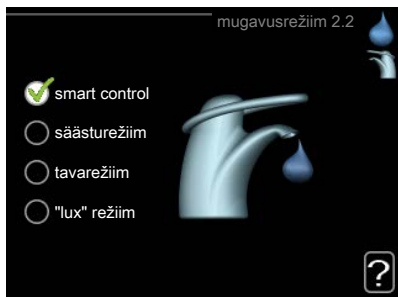 mugavusrežiim 2.2
smart control
säästurežiim
tavarežiim
"lux" režiim
?